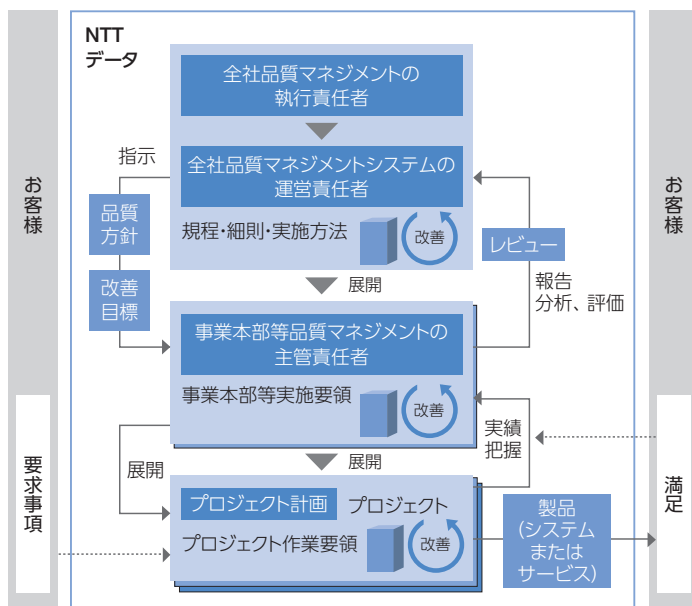 NTT
データ
全社品質マネジメントの
執行責任者
指示
全社品質マネジメントシステムの
運営責任者
規程・細則・実施方法
改善
品質
方針
改善
目標
レビュー
報告
分析、評価
展開
事業本部等品質マネジメントの
主管責任者
事業本部等実施要領
改善
展開
展開
実績
把握
プロジェクト計画
プロジェクト
プロジェクト作業要領
改善
製品
(システム
または
サービス)
お客様
要求事項
お客様
満足